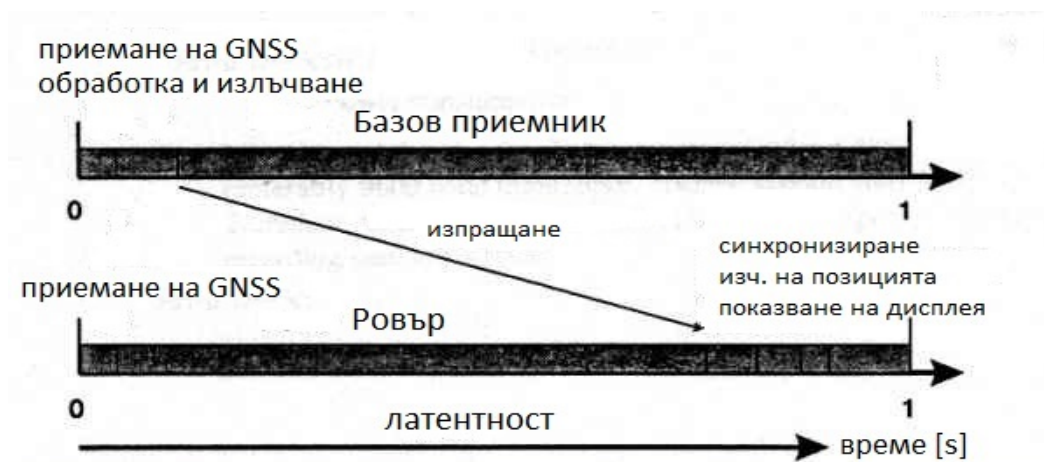 приемане на GNSS
обработка и излъчване
Базов приемник
0
1
изпращане
синхронизиране
изч. на позицията
показване на дисплея
приемане на GNSS
Ровър
0
1
латентност
време [s]